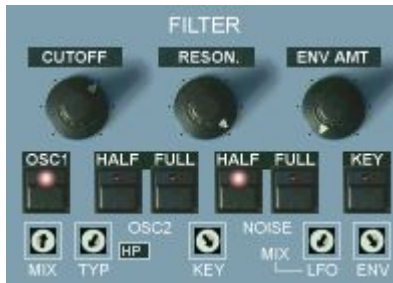 FILTER
CUTOFF RESON. ENV AMT
OSC1 HALF FULL HALF FULL KEY
OSC2 NOISE
HP
MIX
MIX TYP KEY LFO ENV